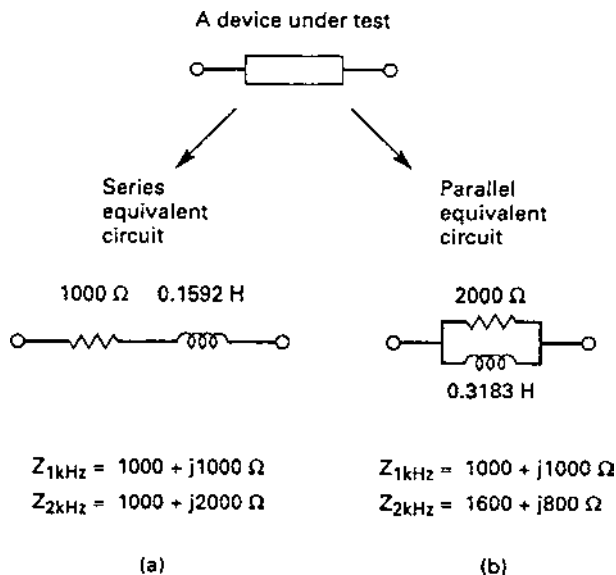 A device under test
Series
equivalent
circuit
Parallel
equivalent
circuit
1000 Ω 0.1592 H
2000 Ω
0.3183 H
Z1kHz = 1000 + j1000 Ω
Z2kHz = 1000 + j2000 Ω
Z1kHz = 1000 + j1000 Ω
Z2kHz = 1600 + j800 Ω
(a)
(b)